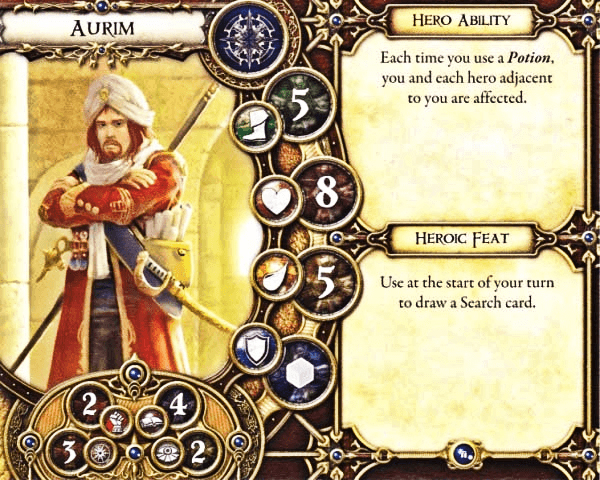 Aurim
Hero Ability
Each time you use a Potion,
you and each hero adjacent
to you are affected.
5
8
5
Heroic Feat
Use at the start of your turn
to draw a Search card.
2
4
3
2